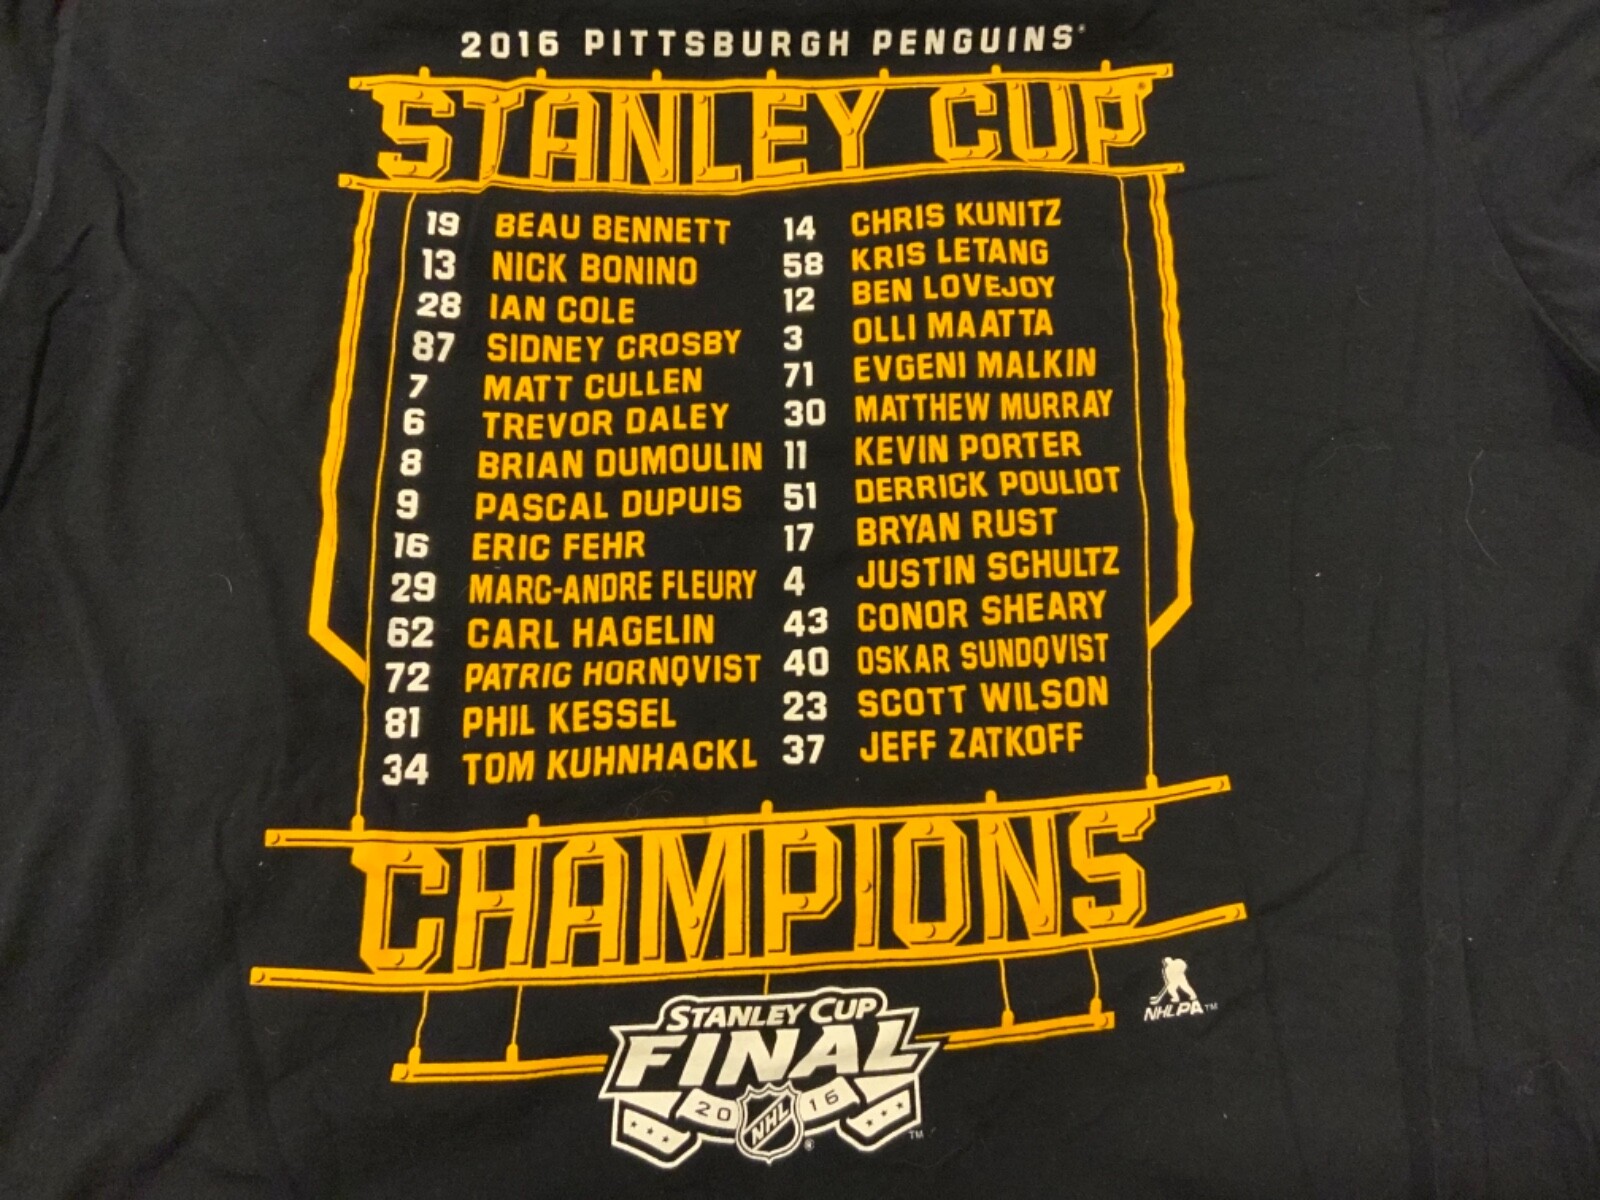 2016 PITTSBURGH PENGUINS®
STANLEY CUP®
19 BEAU BENNETT
13 NICK BONINO
28 IAN COLE
87 SIDNEY CROSBY
7 MATT CULLEN
6 TREVOR DALEY
8 BRIAN DUMOULIN
9 PASCAL DUPUIS
16 ERIC FEHR
29 MARC-ANDRE FLEURY
62 CARL HAGELIN
72 PATRIC HORNQVIST
81 PHIL KESSEL
34 TOM KUHNHACKL
14 CHRIS KUNITZ
58 KRIS LETANG
12 BEN LOVEJOY
3 OLLI MAATTA
71 EVGENI MALKIN
30 MATTHEW MURRAY
11 KEVIN PORTER
51 DERRICK POULIOT
17 BRYAN RUST
4 JUSTIN SCHULTZ
43 CONOR SHEARY
40 OSKAR SUNDQVIST
23 SCOTT WILSON
37 JEFF ZATKOFF
CHAMPIONS
NHLPA™
STANLEY CUP
FINAL
20 NHL® 16
™